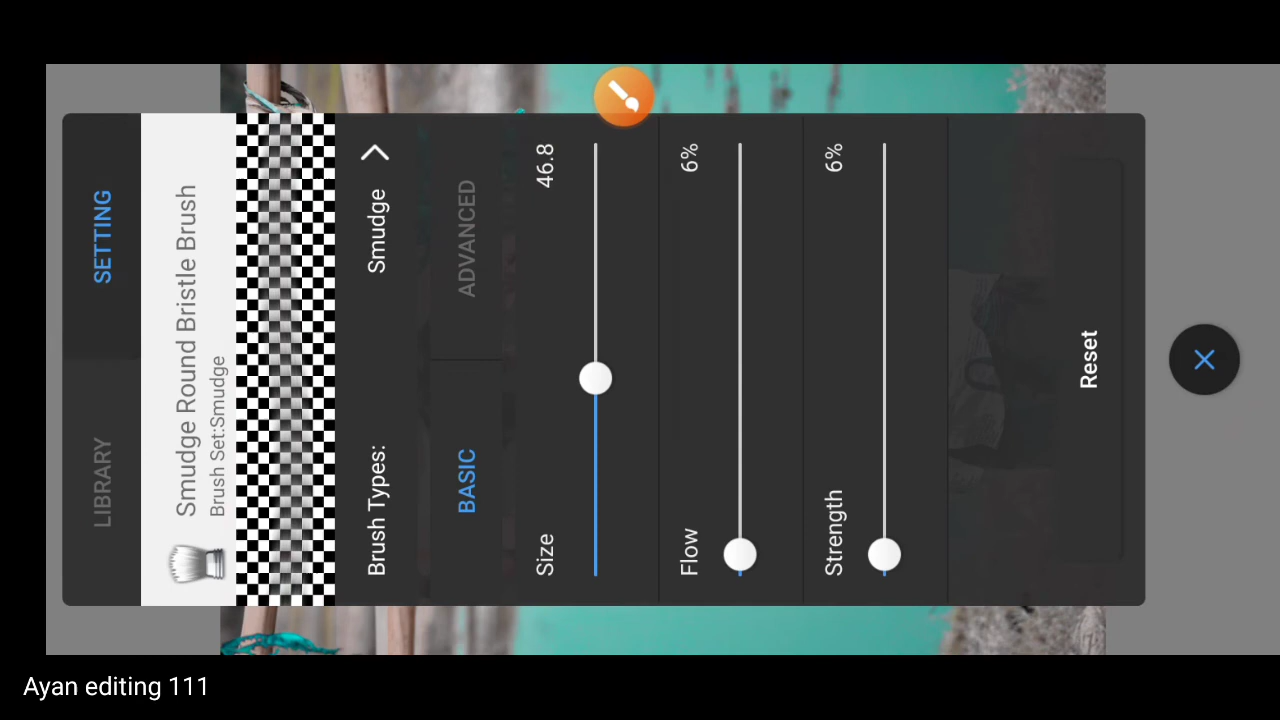 LIBRARY SETTING
Smudge Round Bristle Brush
Brush Set:Smudge
Brush Types: Smudge
BASIC ADVANCED
Size 46.8
Flow 6%
Strength 6%
Reset
Ayan editing 111